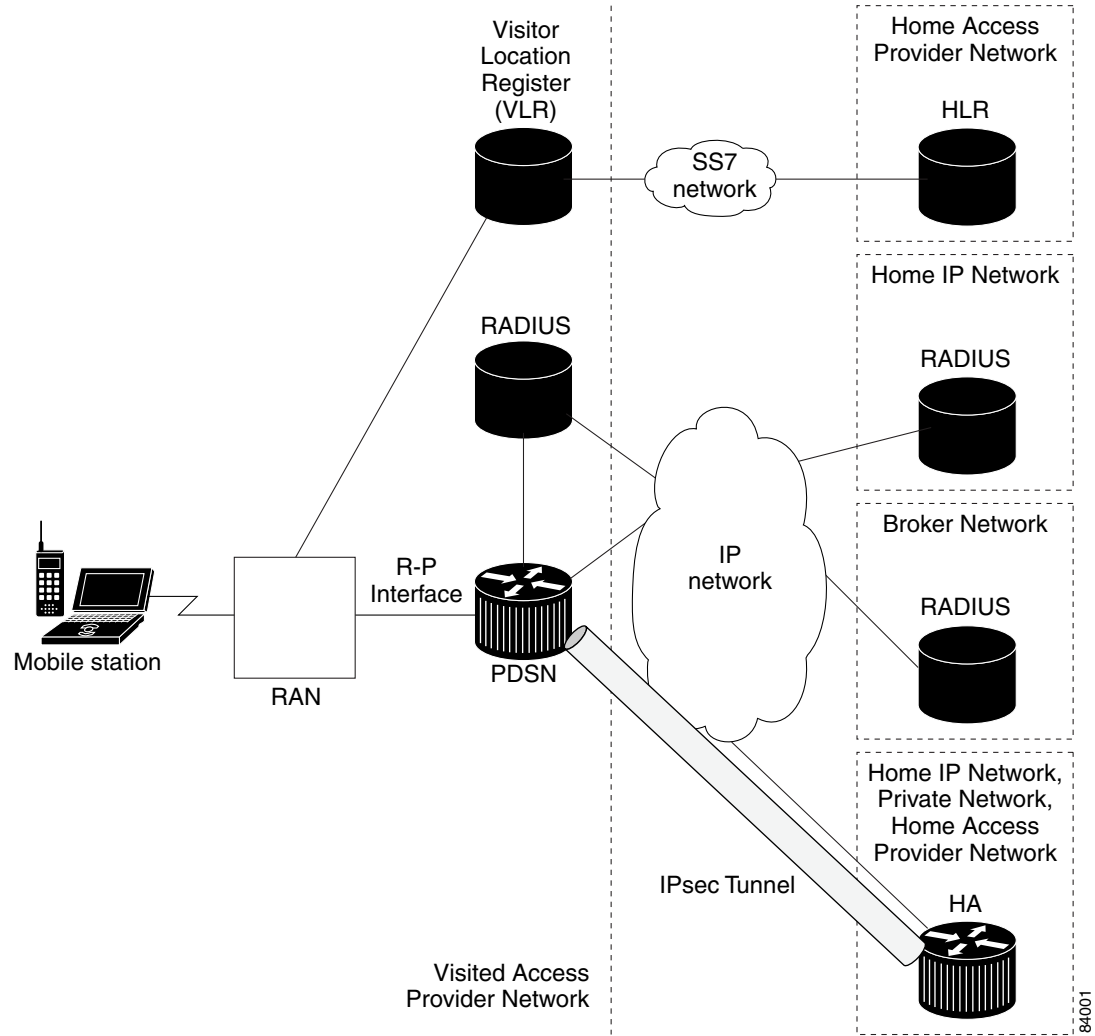 Visitor
Location
Register
(VLR)
Home Access
Provider Network
HLR
SS7
network
Home IP Network
RADIUS
RADIUS
Broker Network
IP
network
R-P
Interface
RADIUS
Mobile station
PDSN
RAN
Home IP Network,
Private Network,
Home Access
Provider Network
IPsec Tunnel
HA
Visited Access
Provider Network
84001